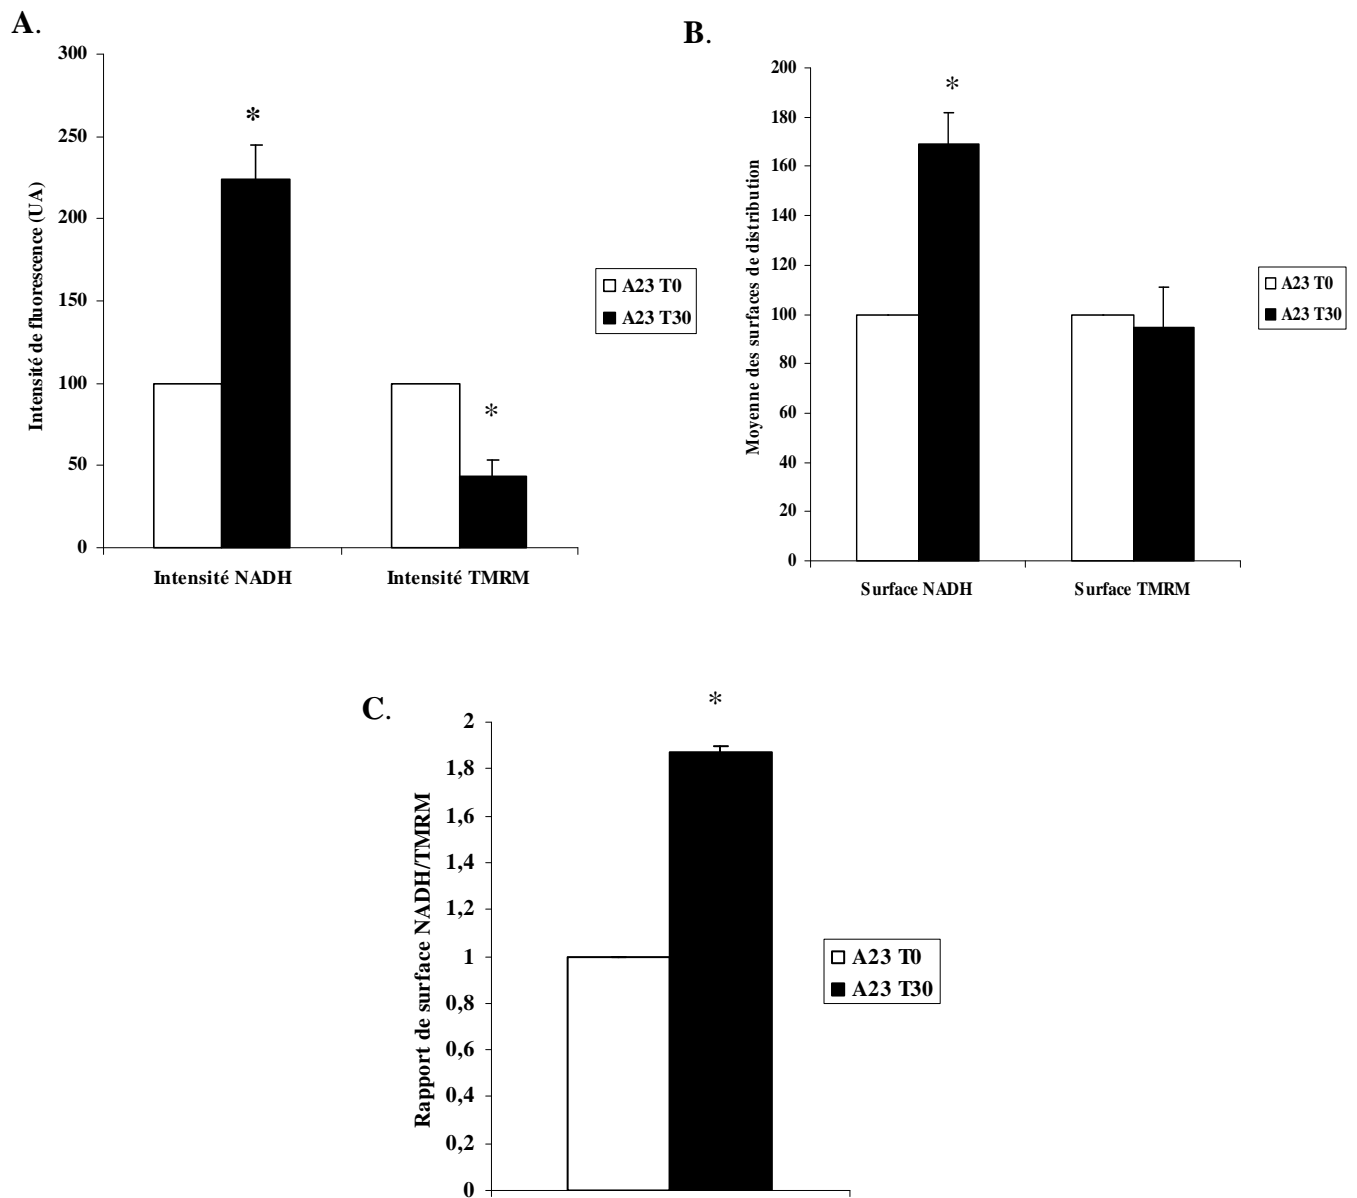 A.
300
250
200
150
100
50
0
Intensité de fluorescence (UA)
*
*
Intensité NADH
Intensité TMRM
A23 T0
A23 T30
B.
200
180
160
140
120
100
80
60
40
20
0
Moyenne des surfaces de distribution
*
Surface NADH
Surface TMRM
A23 T0
A23 T30
C.
2
1,8
1,6
1,4
1,2
1
0,8
0,6
0,4
0,2
0
Rapport de surface NADH/TMRM
*
A23 T0
A23 T30